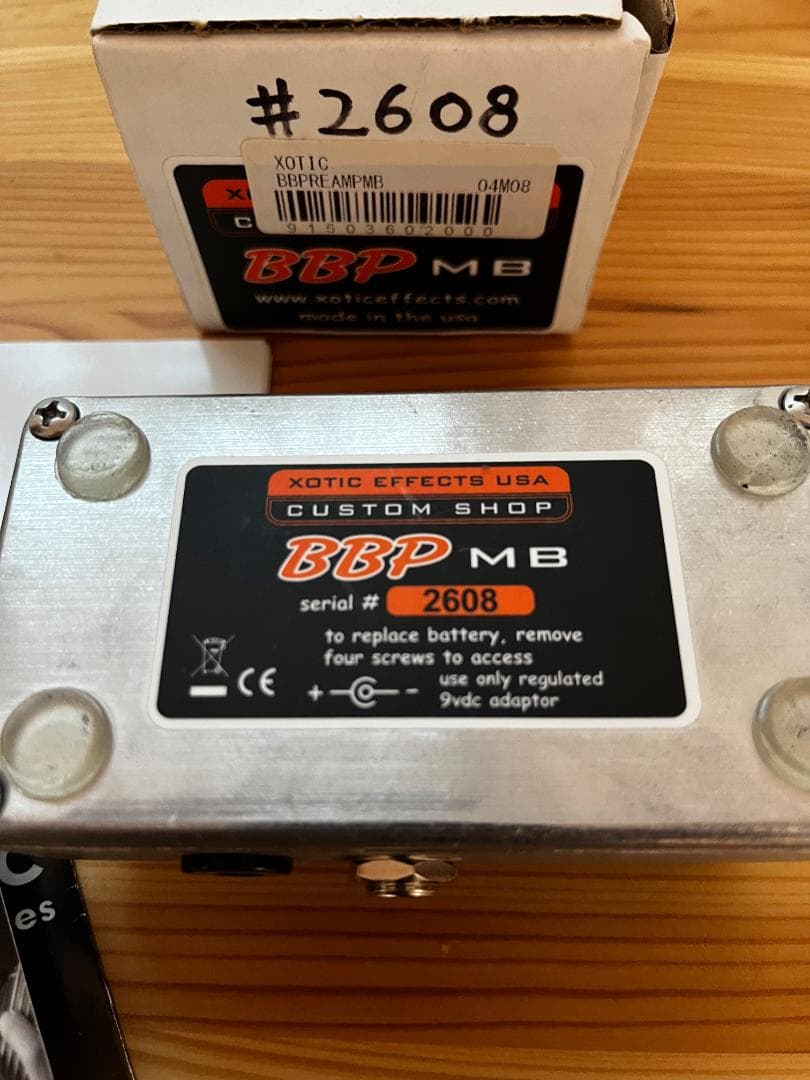 #2608
XOTIC
BBPREAMPMB 04M08
91503602000
BBP MB
www.xoticeffects.com
made in the usa
XOTIC EFFECTS USA
CUSTOM SHOP
BBP MB
serial # 2608
to replace battery, remove
four screws to access
CE
+ -
use only regulated
9vdc adaptor
es